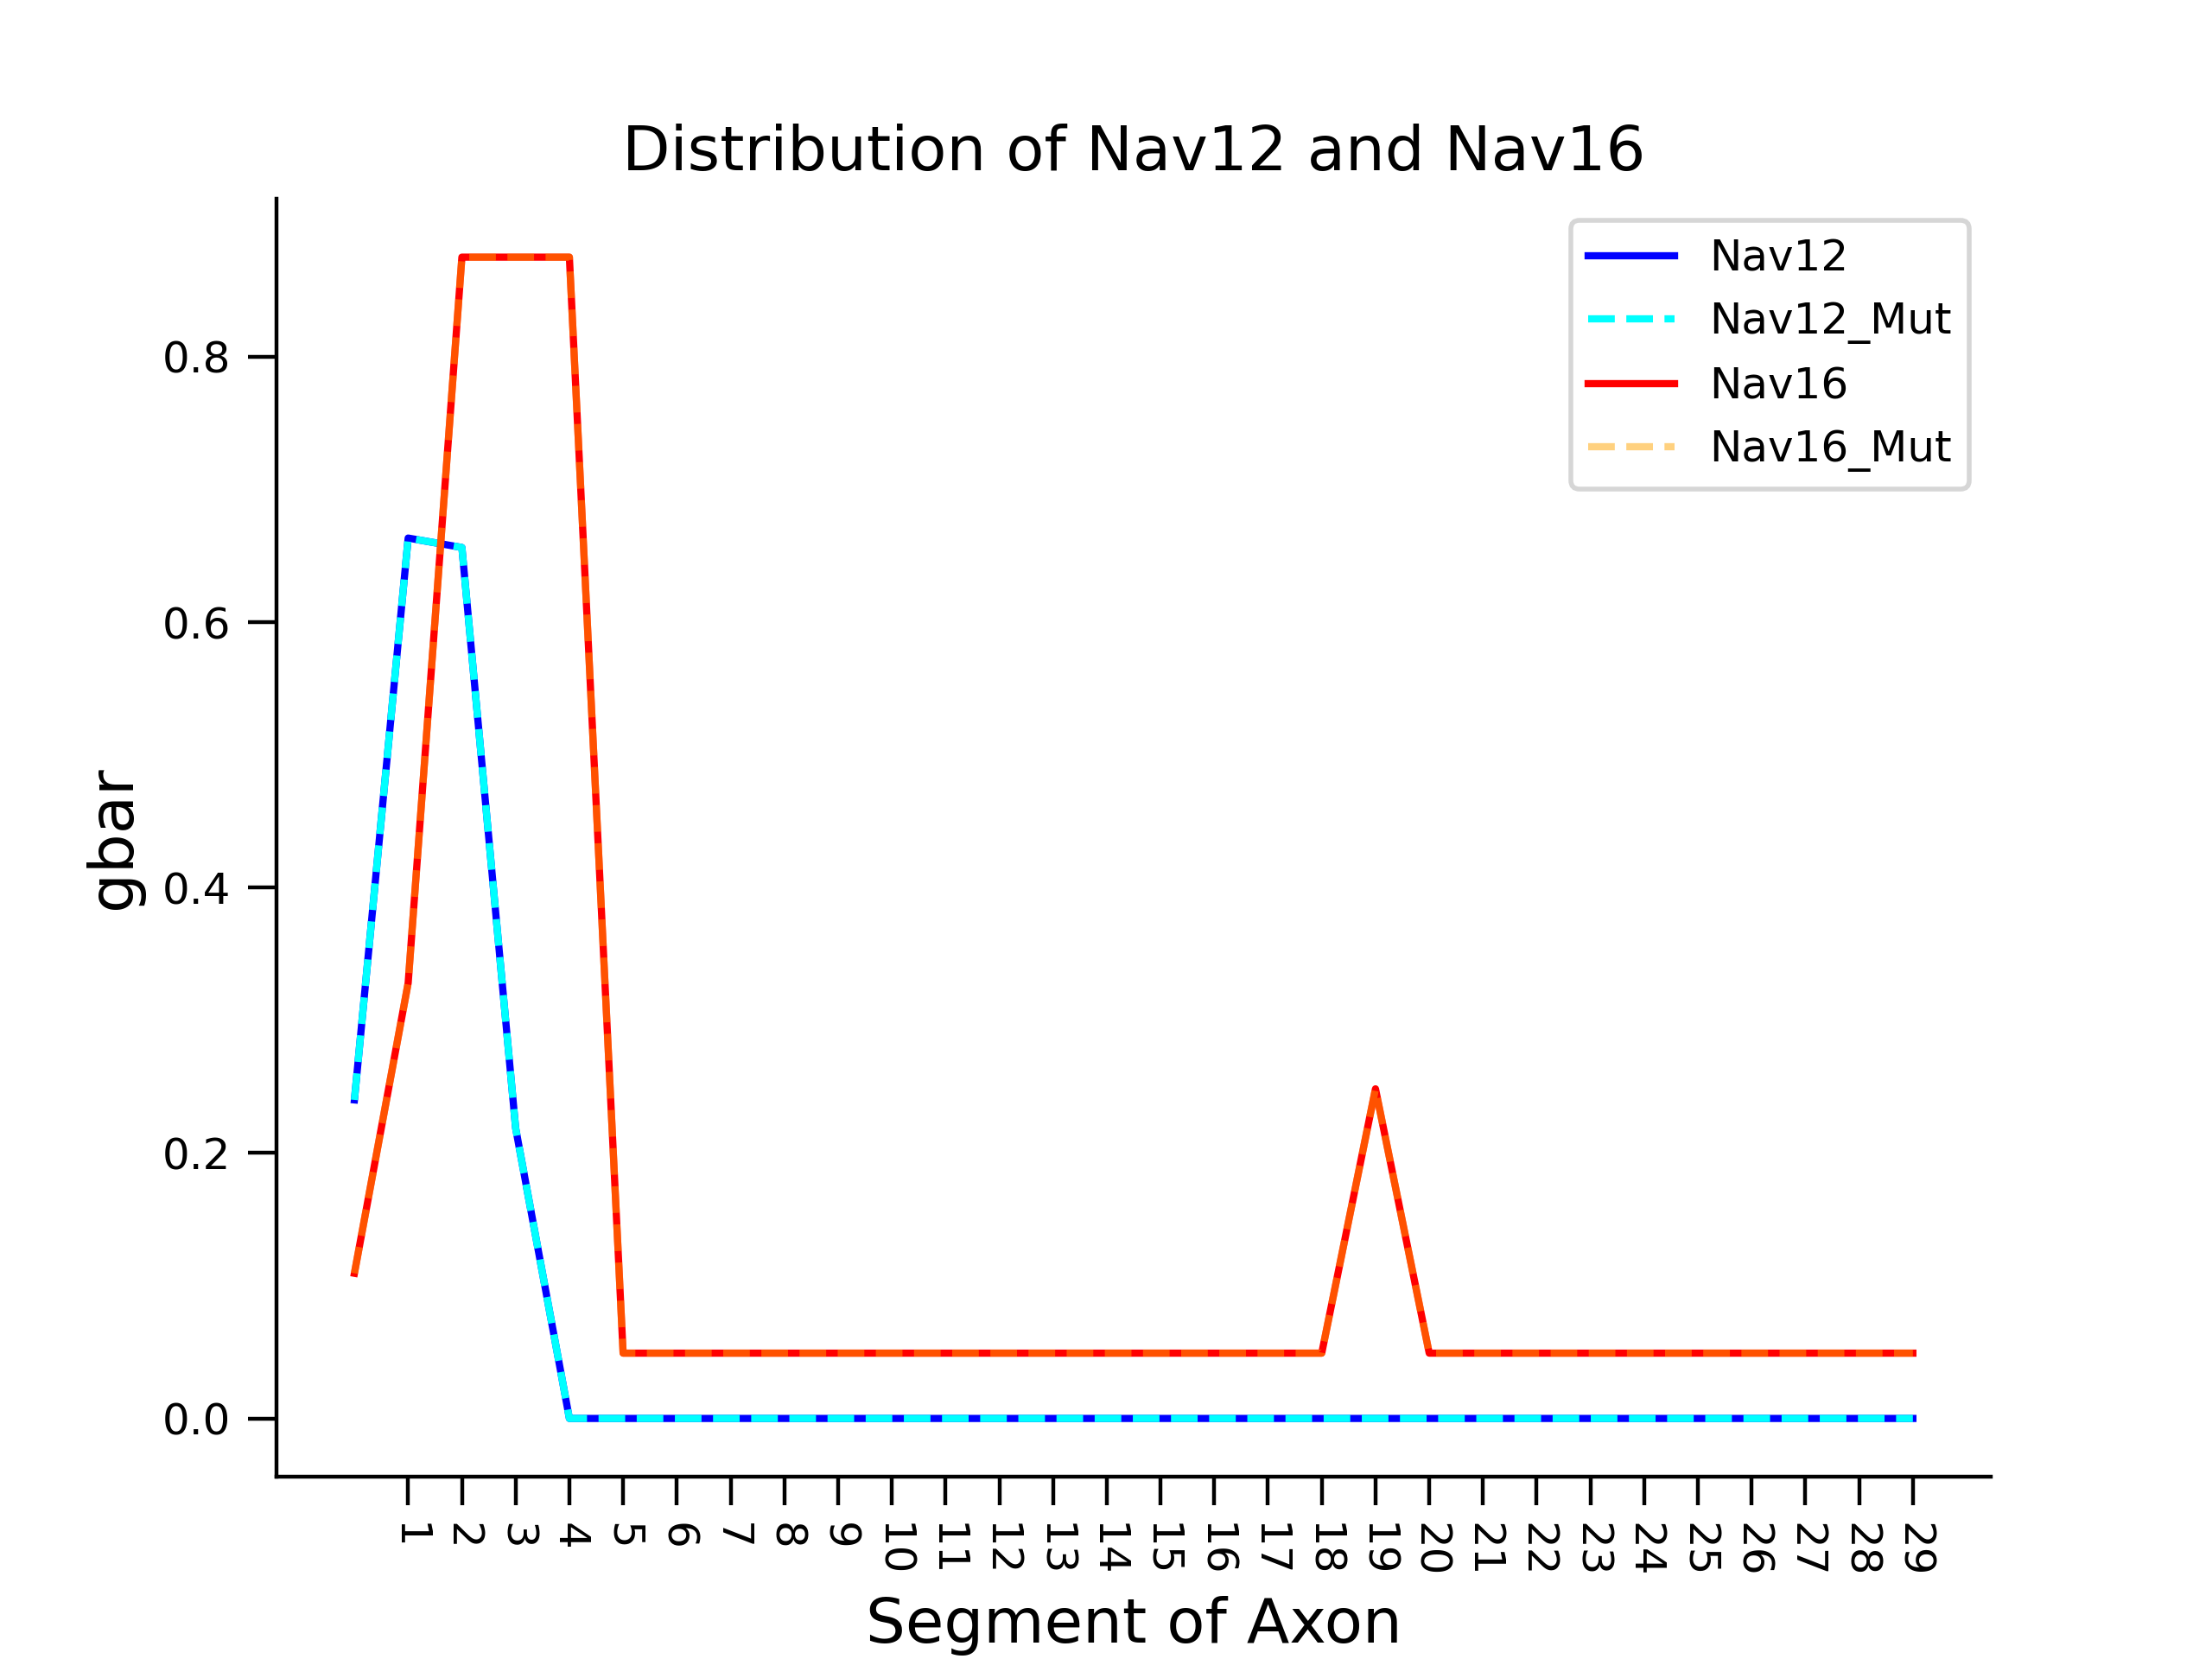 Distribution of Nav12 and Nav16
Nav12
Nav12_Mut
Nav16
Nav16_Mut
gbar
0.8
0.6
0.4
0.2
0.0
1 2 3 4 5 6 7 8 9 10 11 12 13 14 15 16 17 18 19 20 21 22 23 24 25 26 27 28 29
Segment of Axon